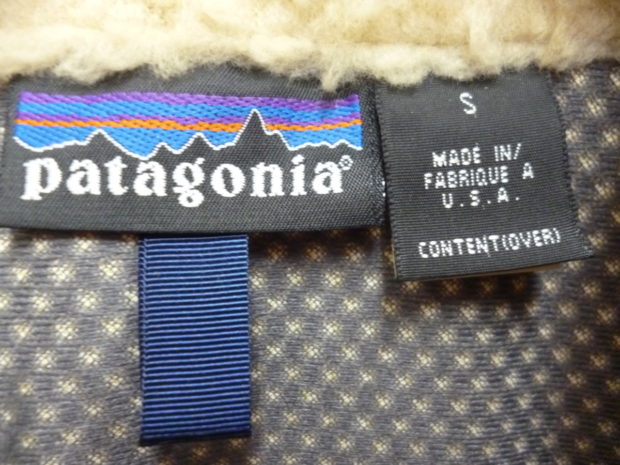 patagonia®
S
MADE IN/
FABRIQUE A
U.S.A.
CONTENT(OVER)